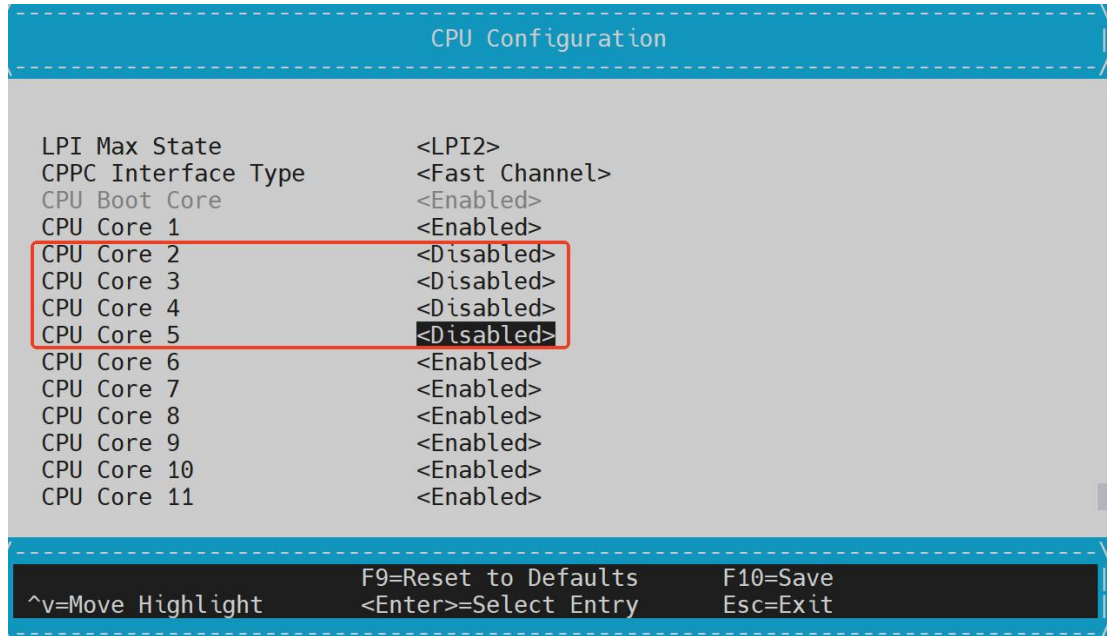 CPU Configuration
LPI Max State <LPI2>
CPPC Interface Type <Fast Channel>
CPU Boot Core <Enabled>
CPU Core 1 <Enabled>
CPU Core 2 <Disabled>
CPU Core 3 <Disabled>
CPU Core 4 <Disabled>
CPU Core 5 <Disabled>
CPU Core 6 <Enabled>
CPU Core 7 <Enabled>
CPU Core 8 <Enabled>
CPU Core 9 <Enabled>
CPU Core 10 <Enabled>
CPU Core 11 <Enabled>
F9=Reset to Defaults F10=Save
^v=Move Highlight <Enter>=Select Entry Esc=Exit